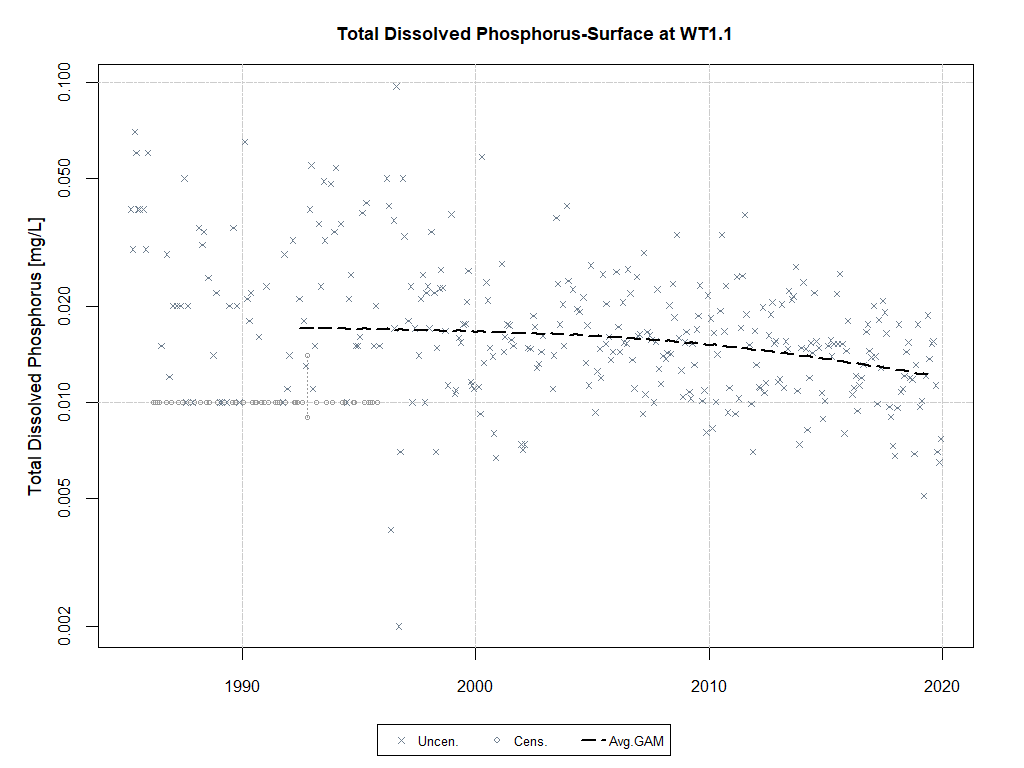 Total Dissolved Phosphorus-Surface at WT1.1
Total Dissolved Phosphorus [mg/L]
0.100
0.050
0.020
0.010
0.005
0.002
1990 2000 2010 2020
Uncen. Cens. Avg.GAM